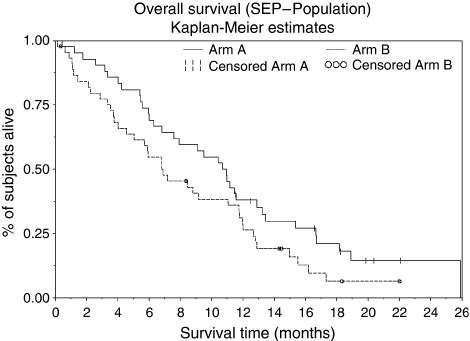 Overall survival (SEP−Population)
Kaplan-Meier estimates
Arm A Arm B
Censored Arm A Censored Arm B
% of subjects alive
1.00
0.75
0.50
0.25
0.00
0 2 4 6 8 10 12 14 16 18 20 22 24 26
Survival time (months)